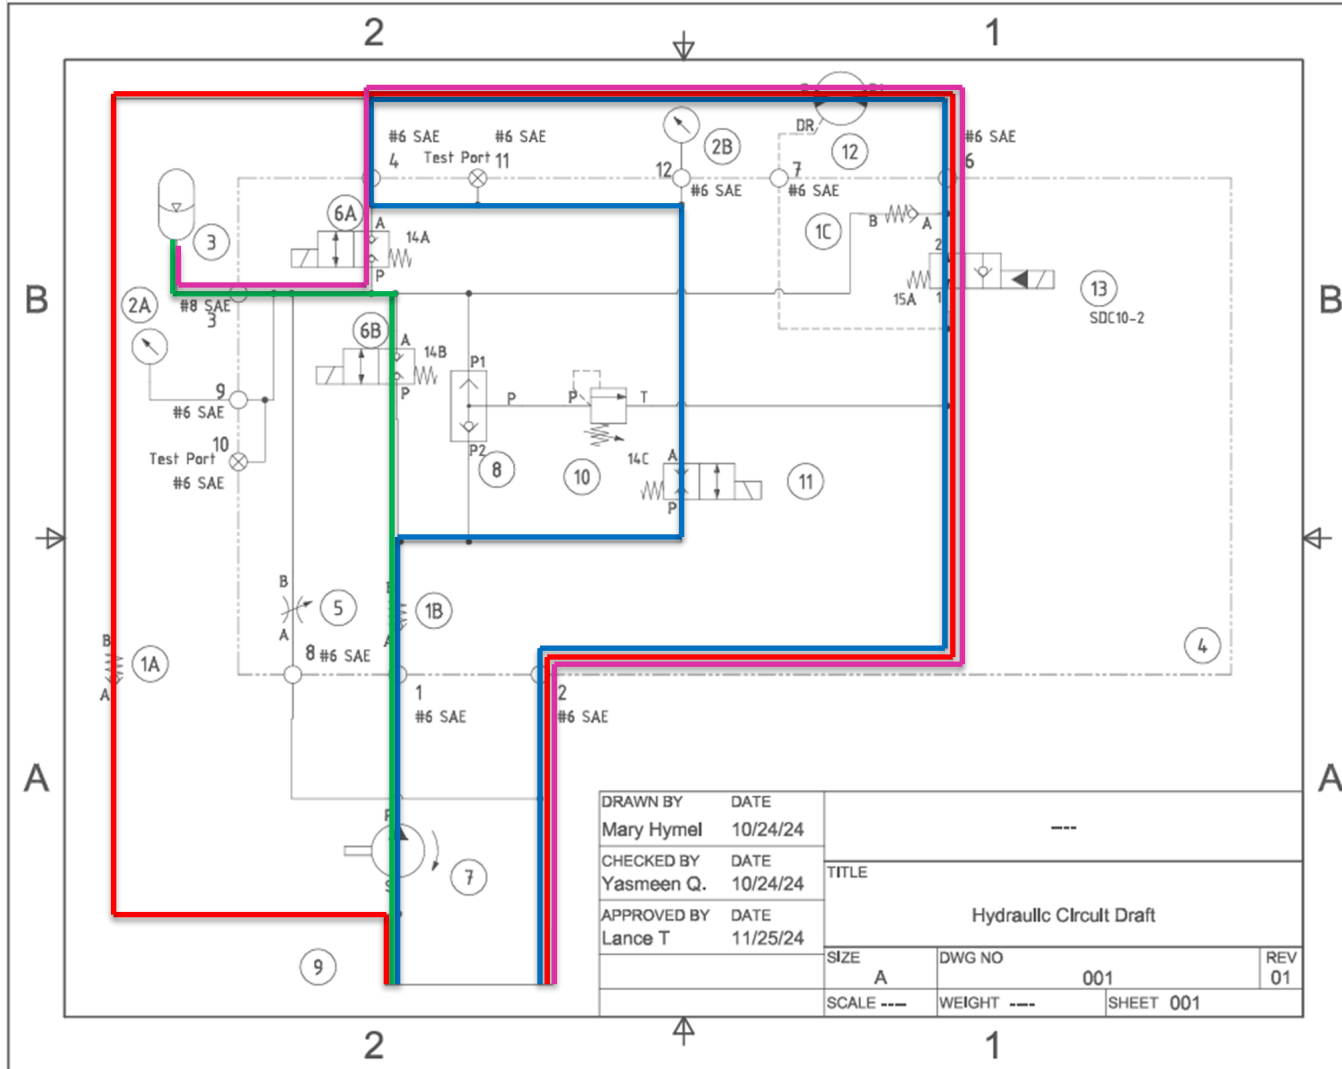 2
1
DR
12
#6 SAE
#6 SAE
#6 SAE
4
Test Port
11
12
2B
7
6
#6 SAE
#6 SAE
6A
A
14A
P
3
1C
B
A
2
1
15A
13
SDC10-2
B
B
2A
#8 SAE
3
6B
A
14B
P
P1
P
P
T
9
#6 SAE
10
Test Port
#6 SAE
P2
8
10
14C
A
P
11
B
5
A
1B
A
B
1A
A
8
#6 SAE
4
1
#6 SAE
2
#6 SAE
A
A
7
9
DRAWN BY
DATE
Mary Hymel
10/24/24
----
CHECKED BY
DATE
Yasmeen Q.
10/24/24
TITLE
Hydraulic Circuit Draft
APPROVED BY
DATE
Lance T
11/25/24
SIZE
A
DWG NO
001
REV
01
SCALE ----
WEIGHT ----
SHEET 001
2
1